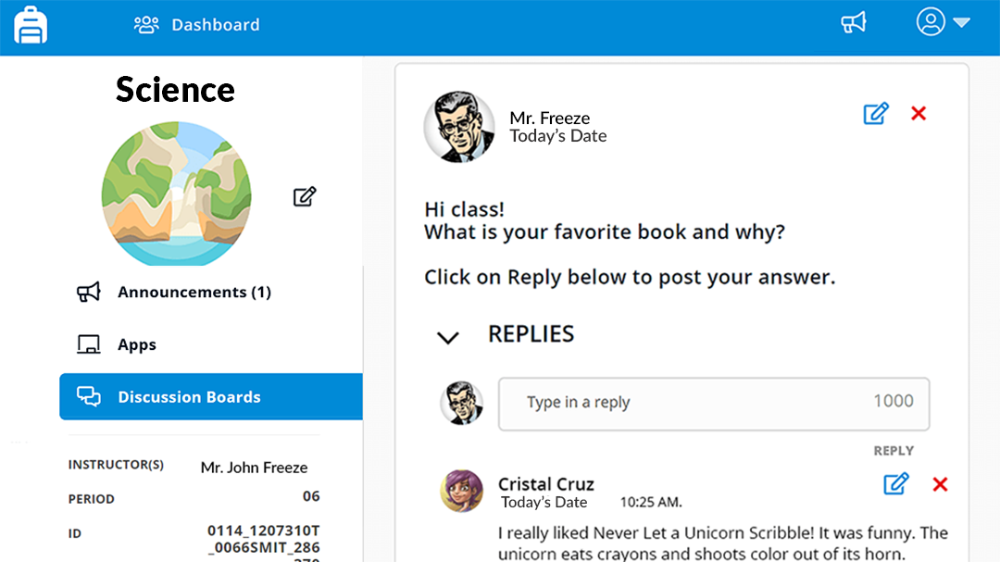 Dashboard
Science
Announcements (1)
Apps
Discussion Boards
INSTRUCTOR(S) Mr. John Freeze
PERIOD 06
ID 0114_1207310T
_0066SMIT_286
Mr. Freeze
Today's Date
Hi class!
What is your favorite book and why?
Click on Reply below to post your answer.
REPLIES
Type in a reply 1000
REPLY
Cristal Cruz
Today's Date 10:25 AM.
I really liked Never Let a Unicorn Scribble! It was funny. The
unicorn eats crayons and shoots color out of its horn.